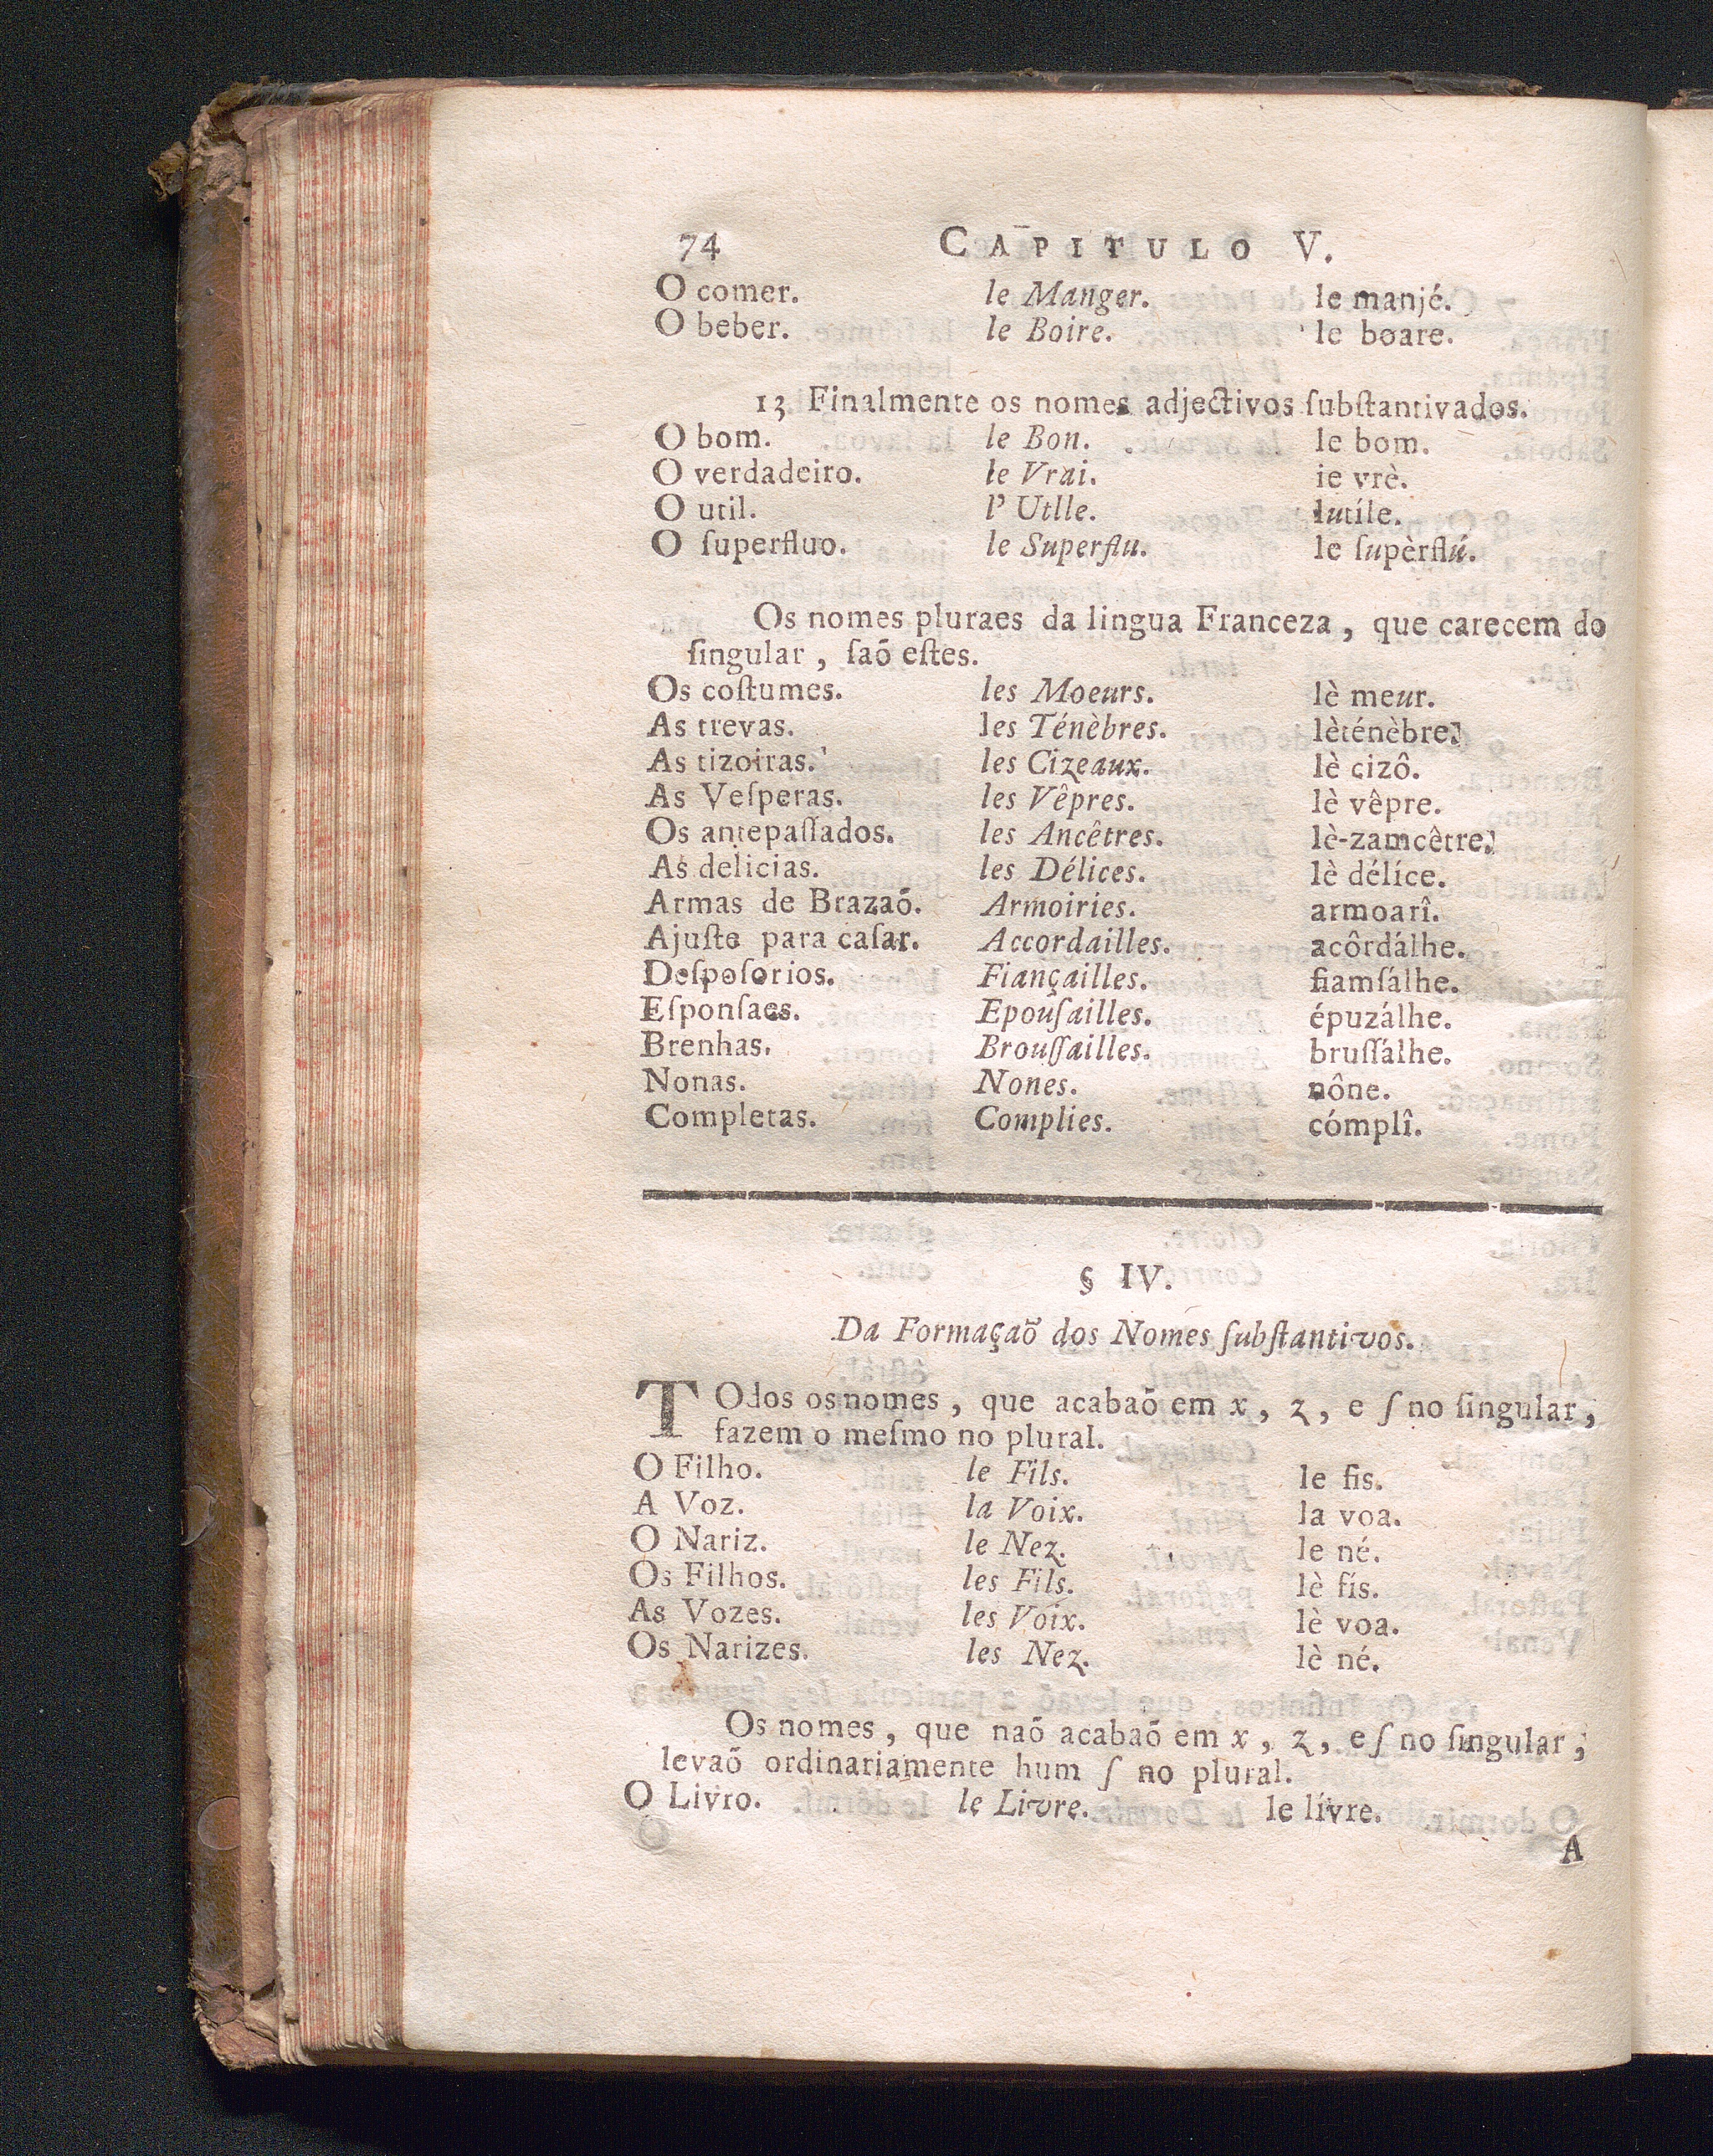 74 CAPITULO V.
O comer. le Manger. le manjé.
O beber. le Boire. le boare.
13 Finalmente os nomes adjectivos ſubſtantivados.
O bom. le Bon. le bom.
O verdadeiro. le Vrai. ie vrè.
O util. l' Utlle. lutíle.
O ſuperfluo. le Superflu. le ſupèrflú.
Os nomes pluraes da lingua Franceza, que carecem do
ſingular, ſaõ eſtes.
Os coſtumes. les Moeurs. lè meur.
As trevas. les Ténèbres. lèténèbre.
As tizoiras. les Cizeaux. lè cizô.
As Veſperas. les Vêpres. lè vêpre.
Os antepaſſados. les Ancêtres. lè-zamcêtre.
As delicias. les Délices. lè délíce.
Armas de Brazaõ. Armoiries. armoarî.
Ajuſte para caſar. Accordailles. acôrdálhe.
Deſpoſorios. Fiançailles. fiamſálhe.
Eſponſaes. Epouſailles. épuzálhe.
Brenhas. Brouſſailles. bruſſálhe.
Nonas. Nones. nône.
Completas. Complies. cómplî.
§ IV.
Da Formaçaõ dos Nomes ſubſtantivos.
TOdos os nomes, que acabaõ em x, z, e ſ no ſingular,
fazem o meſmo no plural.
O Filho. le Fils. le fis.
A Voz. la Voix. la voa.
O Nariz. le Nez. le né.
Os Filhos. les Fils. lè fís.
As Vozes. les Voix. lè voa.
Os Narizes. les Nez. lè né.
Os nomes, que naõ acabaõ em x, z, e ſ no ſingular,
levaõ ordinariamente hum ſ no plural.
O Livro. le Livre. le lívre.
A